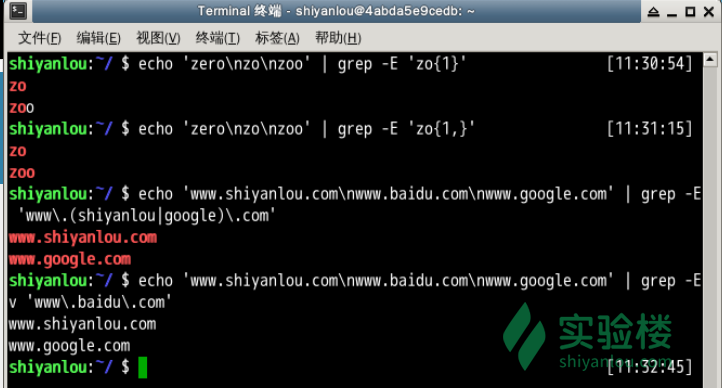 Terminal 终端 - shiyanlou@4abda5e9cedb: ~
文件(F) 编辑(E) 视图(V) 终端(T) 标签(A) 帮助(H)
shiyanlou:~/ $ echo 'zero\nzo\nzoo' | grep -E 'zo{1}' [11:30:54]
zo
zoo
shiyanlou:~/ $ echo 'zero\nzo\nzoo' | grep -E 'zo{1,}' [11:31:15]
zo
zoo
shiyanlou:~/ $ echo 'www.shiyanlou.com\nwww.baidu.com\nwww.google.com' | grep -E
'www\.(shiyanlou|google)\.com'
www.shiyanlou.com
www.google.com
shiyanlou:~/ $ echo 'www.shiyanlou.com\nwww.baidu.com\nwww.google.com' | grep -E
v 'www\.baidu\.com'
www.shiyanlou.com
www.google.com
shiyanlou:~/ $ [11:32:45]
实验楼
shiyanlou.com